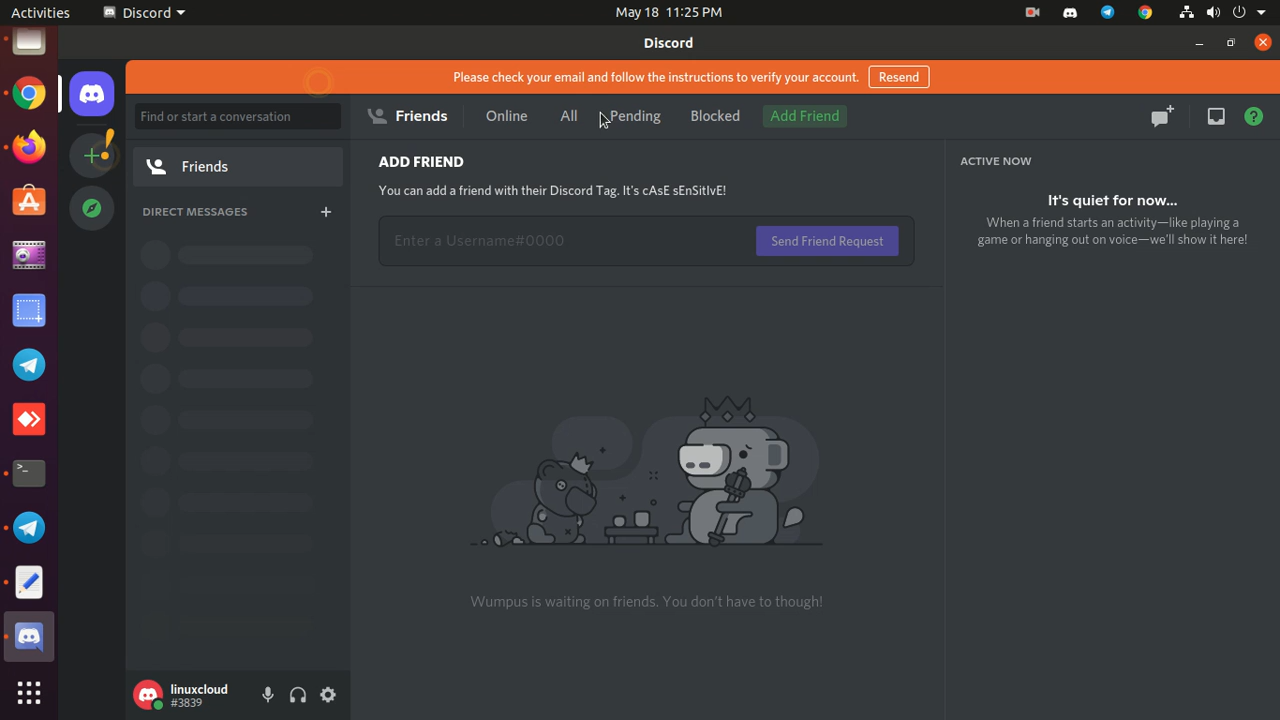 Activities Discord May 18 11:25 PM
Discord
Please check your email and follow the instructions to verify your account. Resend
Find or start a conversation
Friends Online All Pending Blocked Add Friend
Friends
DIRECT MESSAGES
ADD FRIEND
You can add a friend with their Discord Tag. It's cAsE sEnSitIvE!
Enter a Username#0000 Send Friend Request
Wumpus is waiting on friends. You don't have to though!
ACTIVE NOW
It's quiet for now...
When a friend starts an activity—like playing a
game or hanging out on voice—we'll show it here!
linuxcloud
#3839